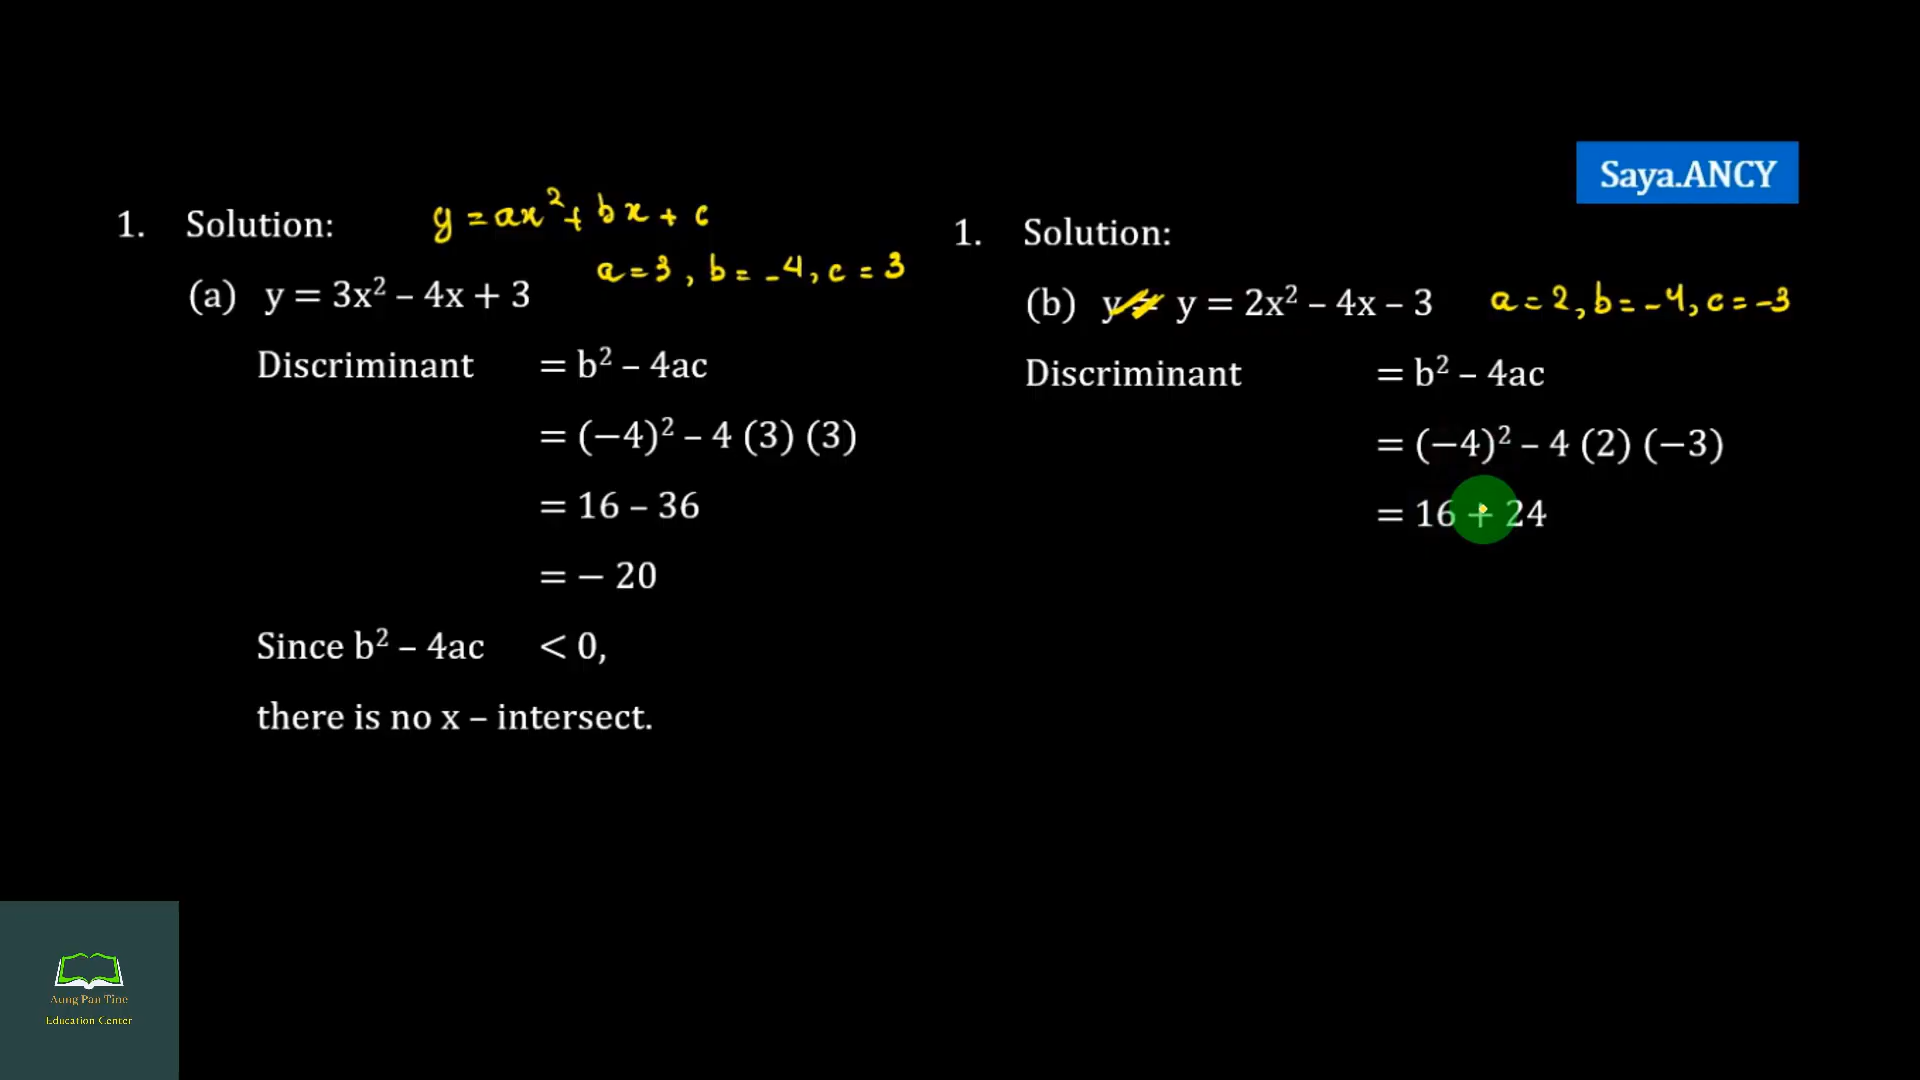 Saya.ANCY
1. Solution: y = ax² + bx + c
a = 3, b = -4, c = 3
(a) y = 3x² – 4x + 3
Discriminant = b² – 4ac
= (−4)² – 4 (3) (3)
= 16 – 36
= − 20
Since b² – 4ac < 0,
there is no x – intersect.
1. Solution:
(b) y = y = 2x² – 4x – 3 a = 2, b = -4, c = -3
Discriminant = b² – 4ac
= (−4)² – 4 (2) (−3)
= 16 + 24
Aung Pan Tine
Education Center